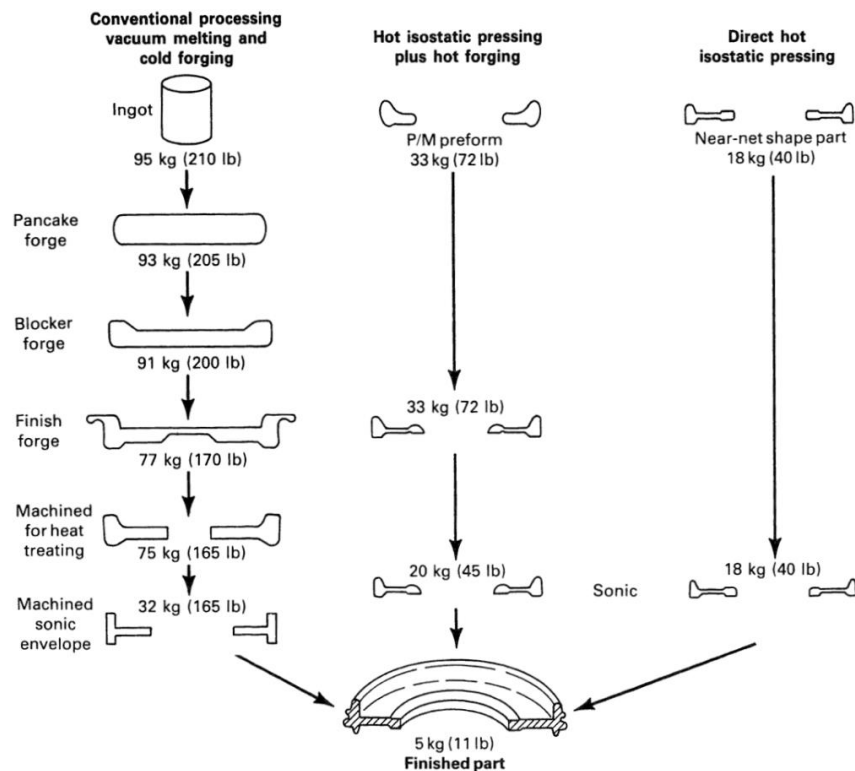 Conventional processing
vacuum melting and
cold forging
Ingot
95 kg (210 lb)
Pancake
forge
93 kg (205 lb)
Blocker
forge
91 kg (200 lb)
Finish
forge
77 kg (170 lb)
Machined
for heat
treating
75 kg (165 lb)
Machined
sonic
envelope
32 kg (165 lb)
Hot isostatic pressing
plus hot forging
P/M preform
33 kg (72 lb)
33 kg (72 lb)
20 kg (45 lb)
Direct hot
isostatic pressing
Near-net shape part
18 kg (40 lb)
Sonic
18 kg (40 lb)
5 kg (11 lb)
Finished part